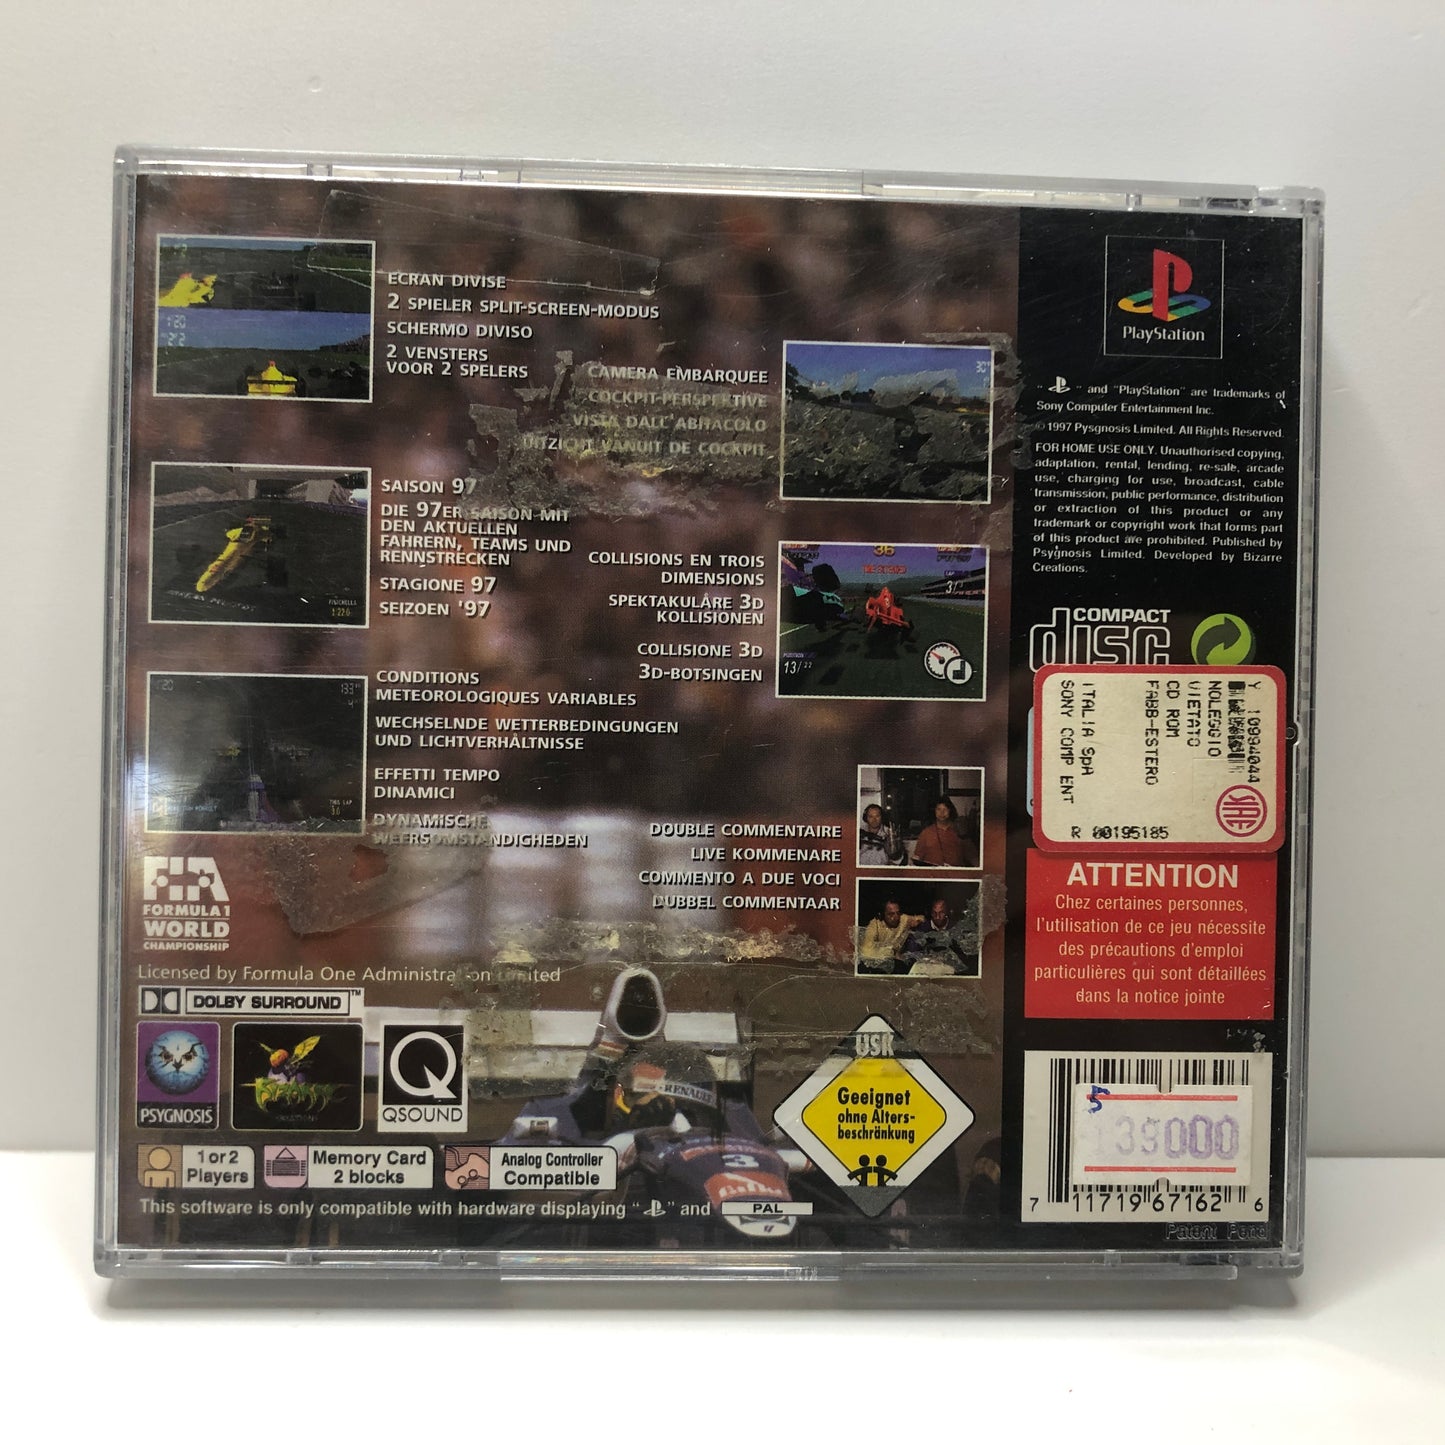 ECRAN DIVISE
2 SPIELER SPLIT-SCREEN-MODUS
SCHERMO DIVISO
2 VENSTERS
VOOR 2 SPELERS
CAMERA EMBARQUEE
COCKPIT-PERSPEKTIVE
VISTA DALL'ABITACOLO
UITZICHT VANUIT DE COCKPIT
SAISON 97
DIE 97ER SAISON MIT
DEN AKTUELLEN
FAHRERN, TEAMS UND
RENNSTRECKEN
STAGIONE 97
SEIZOEN '97
COLLISIONS EN TROIS
DIMENSIONS
SPEKTAKULÄRE 3D
KOLLISIONEN
COLLISIONE 3D
3D-BOTSINGEN
36
13/22
CONDITIONS
METEOROLOGIQUES VARIABLES
WECHSELNDE WETTERBEDINGUNGEN
UND LICHTVERHÄLTNISSE
EFFETTI TEMPO
DINAMICI
DYNAMISCHE
WEERSOMSTANDIGHEDEN
DOUBLE COMMENTAIRE
LIVE KOMMENARE
COMMENTO A DUE VOCI
DUBBEL COMMENTAAR
FIA
FORMULA 1
WORLD
CHAMPIONSHIP
Licensed by Formula One Administration Limited
DOLBY SURROUND™
PSYGNOSIS
QSOUND
RENAULT
3
USK
Geeignet
ohne Alters-
beschränkung
1 or 2
Players
Memory Card
2 blocks
Analog Controller
Compatible
This software is only compatible with hardware displaying " " and PAL
PlayStation
" " and "PlayStation" are trademarks of
Sony Computer Entertainment Inc.
© 1997 Pysgnosis Limited. All Rights Reserved.
FOR HOME USE ONLY. Unauthorised copying,
adaptation, rental, lending, re-sale, arcade
use, charging for use, broadcast, cable
transmission, public performance, distribution
or extraction of this product or any
trademark or copyright work that forms part
of this product are prohibited. Published by
Psygnosis Limited. Developed by Bizarre
Creations.
COMPACT
disc
Y 10994044
NOLEGGIO
VIETATO
CD ROM
FABB-ESTERO
ITALIA SpA
SONY COMP ENT
R 00195185
SIAE
ATTENTION
Chez certaines personnes,
l'utilisation de ce jeu nécessite
des précautions d'emploi
particulières qui sont détaillées
dans la notice jointe
5
139000
7 11719 67162 6